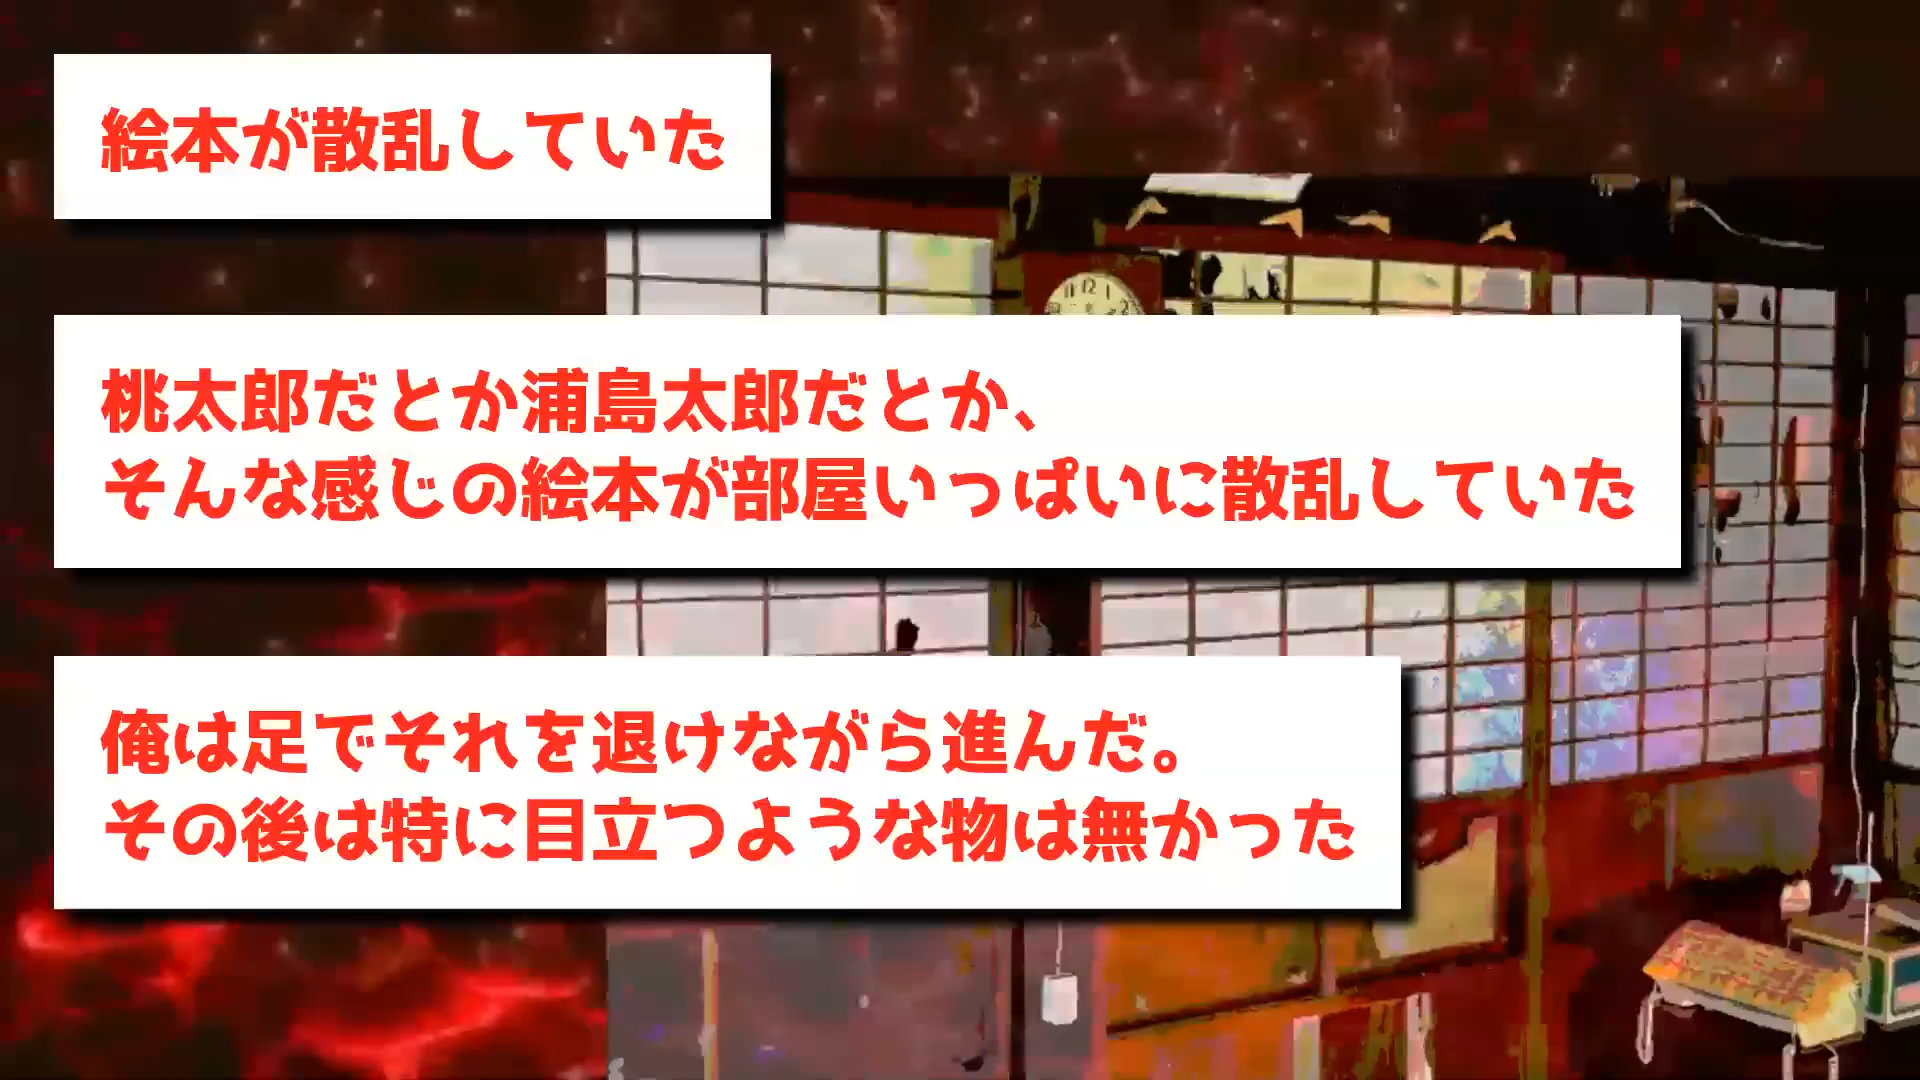 絵本が散乱していた
桃太郎だとか浦島太郎だとか、
そんな感じの絵本が部屋いっぱいに散乱していた
俺は足でそれを退けながら進んだ。
その後は特に目立つような物は無かった
11 12 1
2